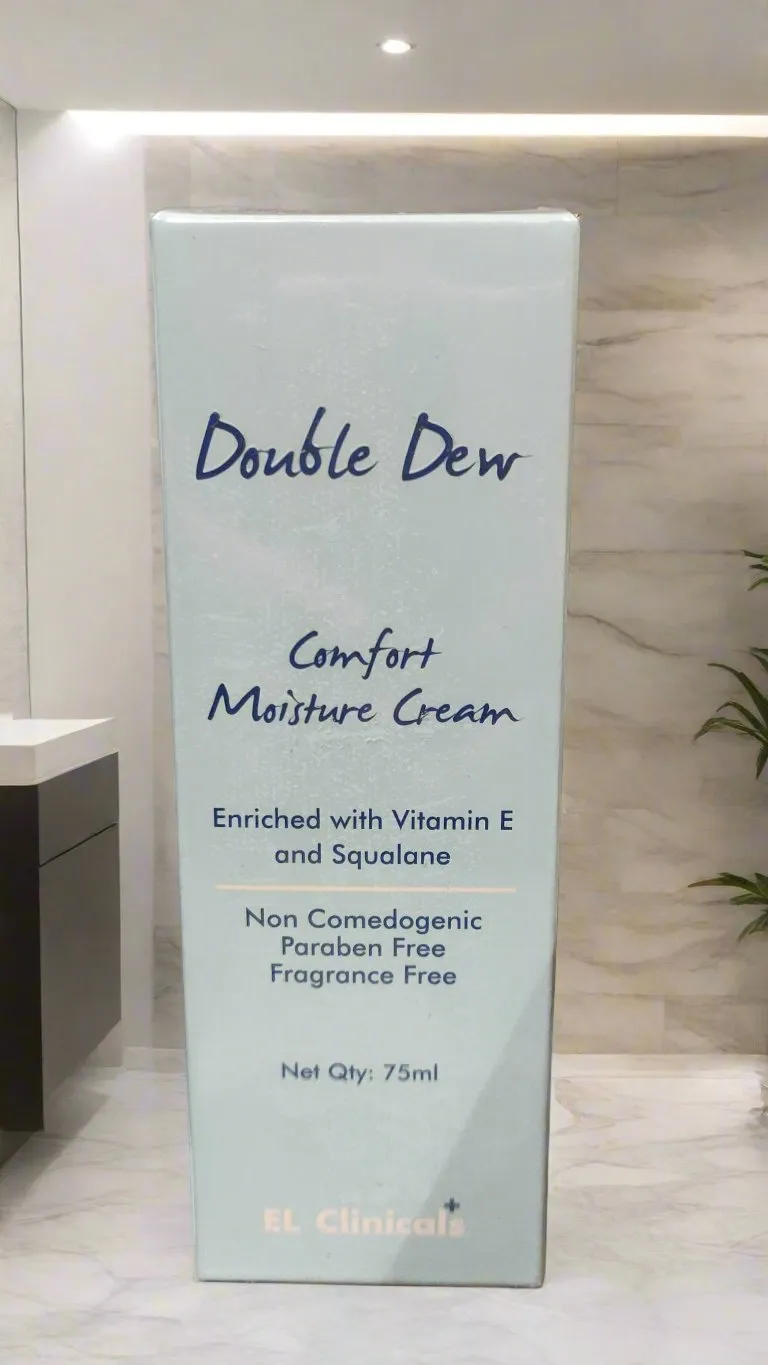 Double Dew
Comfort
Moisture Cream
Enriched with Vitamin E
and Squalane
Non Comedogenic
Paraben Free
Fragrance Free
Net Qty: 75ml
EL Clinicals+